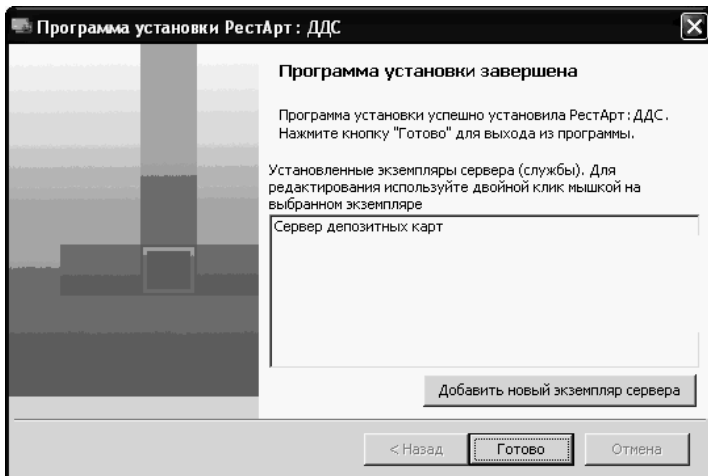 Программа установки РестАрт: ДДС
Программа установки завершена
Программа установки успешно установила РестАрт:ДДС.
Нажмите кнопку "Готово" для выхода из программы.
Установленные экземпляры сервера (службы). Для
редактирования используйте двойной клик мышкой на
выбранном экземпляре
Сервер депозитных карт
Добавить новый экземпляр сервера
< Назад
Готово
Отмена